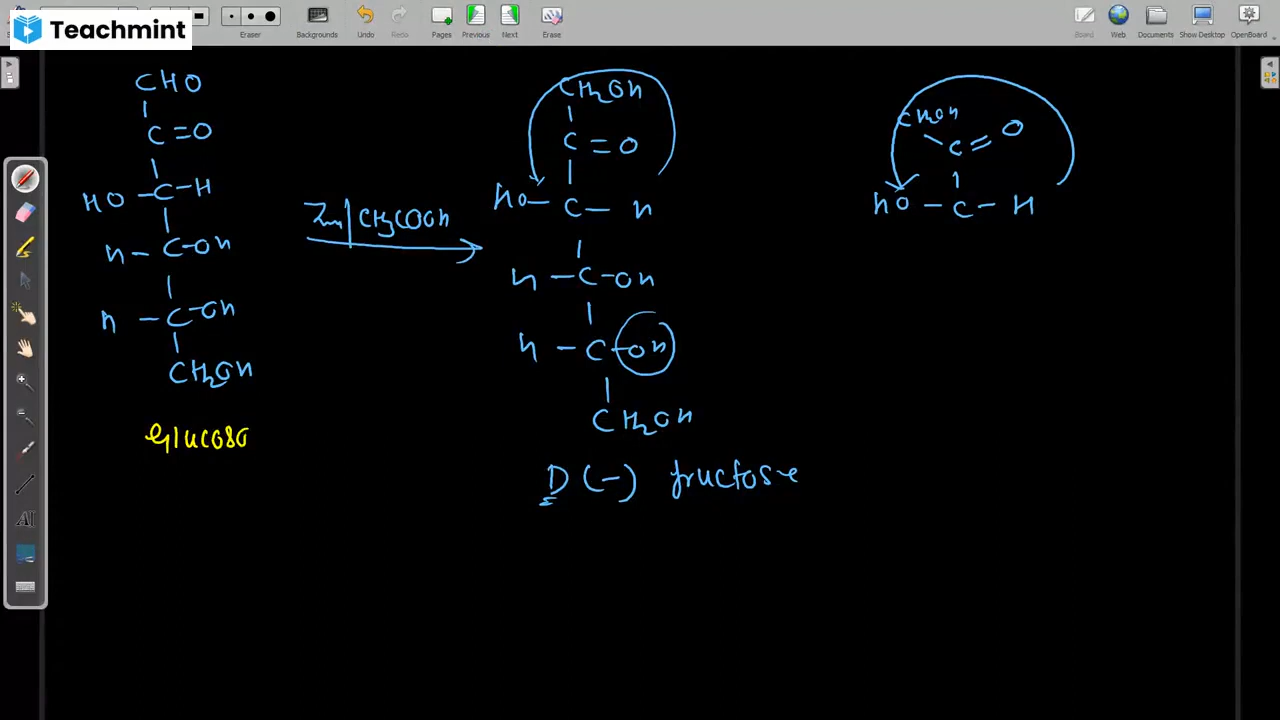 Teachmint
Eraser
Backgrounds
Undo
Redo
Pages
Previous
Next
Erase
Board
Web
Documents
Show Desktop
OpenBoard
CHO
C=O
HO-C-H
H-C-OH
H-C-OH
CH2OH
Glucose
Zn/CH3COOH
CH2OH
C=O
HO-C-H
H-C-OH
H-C-OH
CH2OH
D(-) fructose
CH2OH
C=O
HO-C-H